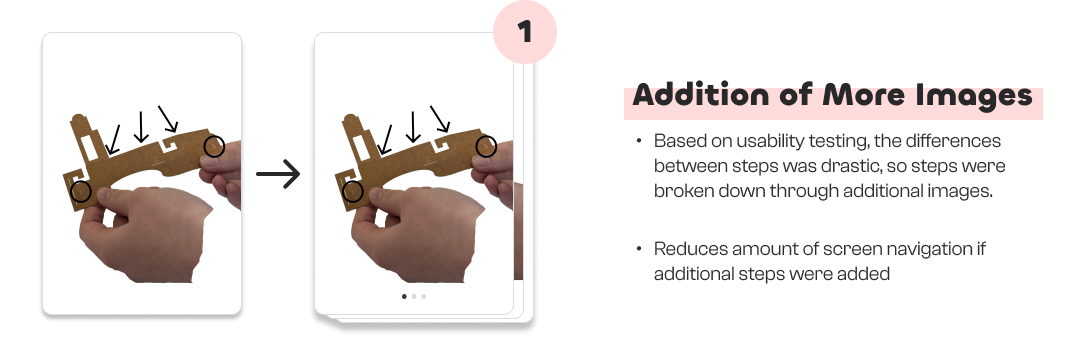 1
Addition of More Images
• Based on usability testing, the differences
between steps was drastic, so steps were
broken down through additional images.
• Reduces amount of screen navigation if
additional steps were added